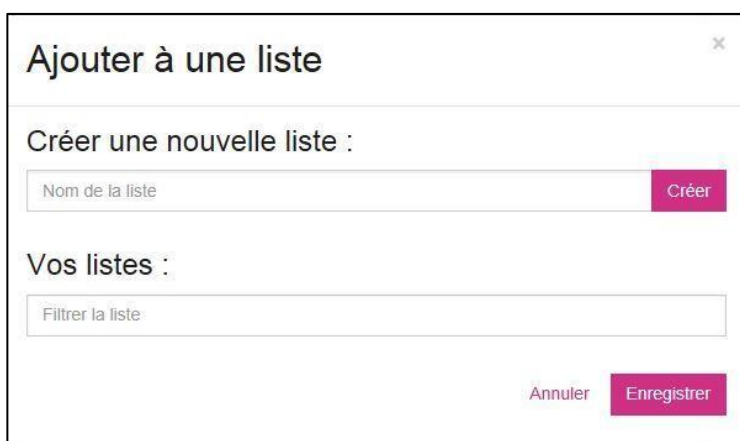 Ajouter à une liste
×
Créer une nouvelle liste :
Nom de la liste
Créer
Vos listes :
Filtrer la liste
Annuler
Enregistrer